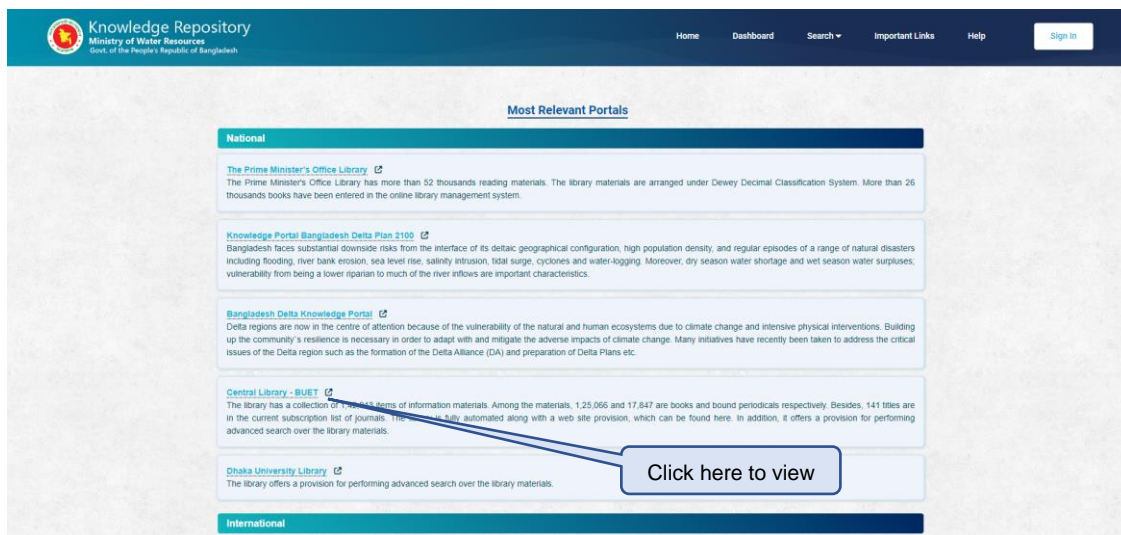 Knowledge Repository
Ministry of Water Resources
Govt. of the People's Republic of Bangladesh
Home Dashboard Search Important Links Help Sign In
Most Relevant Portals
National
The Prime Minister's Office Library
The Prime Minister's Office Library has more than 52 thousands reading materials. The library materials are arranged under Dewey Decimal Classification System. More than 26
thousands books have been entered in the online library management system.
Knowledge Portal Bangladesh Delta Plan 2100
Bangladesh faces substantial downside risks from the interface of its deltaic geographical configuration, high population density, and regular episodes of a range of natural disasters
including flooding, river bank erosion, sea level rise, salinity intrusion, tidal surge, cyclones and water-logging. Moreover, dry season water shortage and wet season water surpluses;
vulnerability from being a lower riparian to much of the river inflows are important characteristics.
Bangladesh Delta Knowledge Portal
Delta regions are now in the centre of attention because of the vulnerability of the natural and human ecosystems due to climate change and intensive physical interventions. Building
up the community's resilience is necessary in order to adapt with and mitigate the adverse impacts of climate change. Many initiatives have recently been taken to address the critical
issues of the Delta region such as the formation of the Delta Alliance (DA) and preparation of Delta Plans etc.
Central Library - BUET
The library has a collection of items of information materials. Among the materials, 1,25,066 and 17,847 are books and bound periodicals respectively. Besides, 141 titles are
in the current subscription list of journals. The is fully automated along with a web site provision, which can be found here. In addition, it offers a provision for performing
advanced search over the library materials.
Dhaka University Library
The library offers a provision for performing advanced search over the library materials.
Click here to view
International